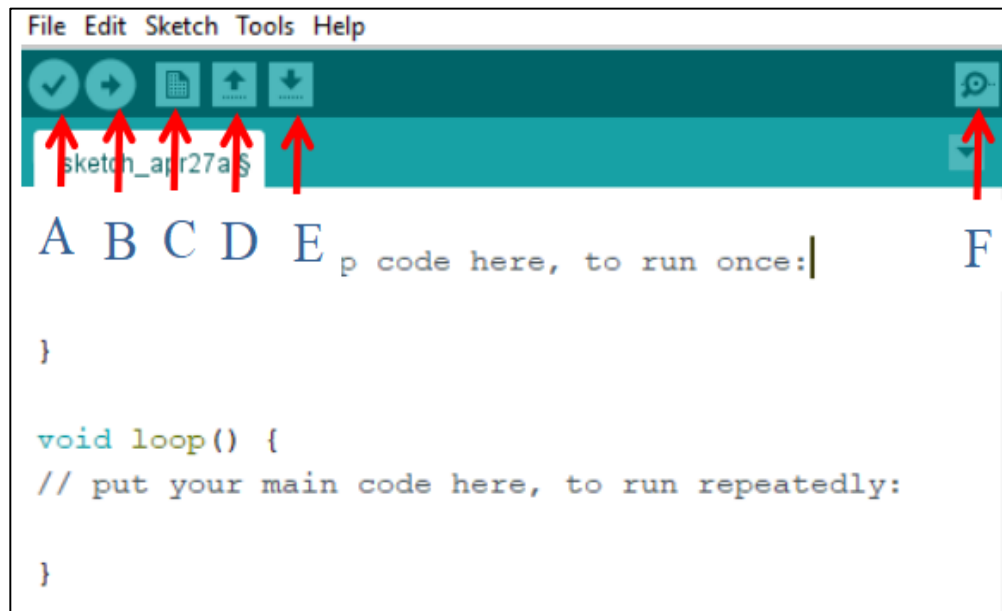 File Edit Sketch Tools Help
sketch_apr27a§
A B C D E F
p code here, to run once:
}
void loop() {
// put your main code here, to run repeatedly:
}